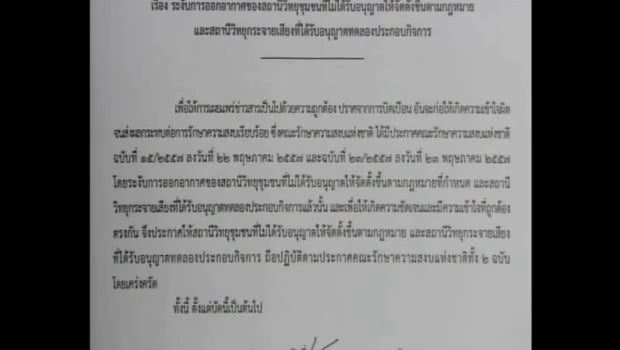 เรื่อง ระงับการออกอากาศของสถานีวิทยุชุมชนที่ไม่ได้รับอนุญาตให้จัดตั้งขึ้นตามกฎหมาย
และสถานีวิทยุกระจายเสียงที่ได้รับอนุญาตทดลองประกอบกิจการ
เพื่อให้การเผยแพร่ข่าวสารเป็นไปด้วยความถูกต้อง ปราศจากการบิดเบือน อันจะก่อให้เกิดความเข้าใจผิด
จนส่งผลกระทบต่อการรักษาความสงบเรียบร้อย ซึ่งคณะรักษาความสงบแห่งชาติ ได้มีประกาศคณะรักษาความสงบแห่งชาติ
ฉบับที่ ๑๕/๒๕๕๗ ลงวันที่ ๒๒ พฤษภาคม ๒๕๕๗ และฉบับที่ ๒๓/๒๕๕๗ ลงวันที่ ๒๓ พฤษภาคม ๒๕๕๗
โดยระงับการออกอากาศของสถานีวิทยุชุมชนที่ไม่ได้รับอนุญาตให้จัดตั้งขึ้นตามกฎหมายที่กำหนด และสถานี
วิทยุกระจายเสียงที่ได้รับอนุญาตทดลองประกอบกิจการแล้วนั้น และเพื่อให้เกิดความชัดเจนและมีความเข้าใจที่ถูกต้อง
ตรงกัน จึงประกาศให้สถานีวิทยุชุมชนที่ไม่ได้รับอนุญาตให้จัดตั้งขึ้นตามกฎหมาย และสถานีวิทยุกระจายเสียง
ที่ได้รับอนุญาตทดลองประกอบกิจการ ถือปฏิบัติตามประกาศคณะรักษาความสงบแห่งชาติทั้ง ๒ ฉบับ
โดยเคร่งครัด
ทั้งนี้ ตั้งแต่บัดนี้เป็นต้นไป